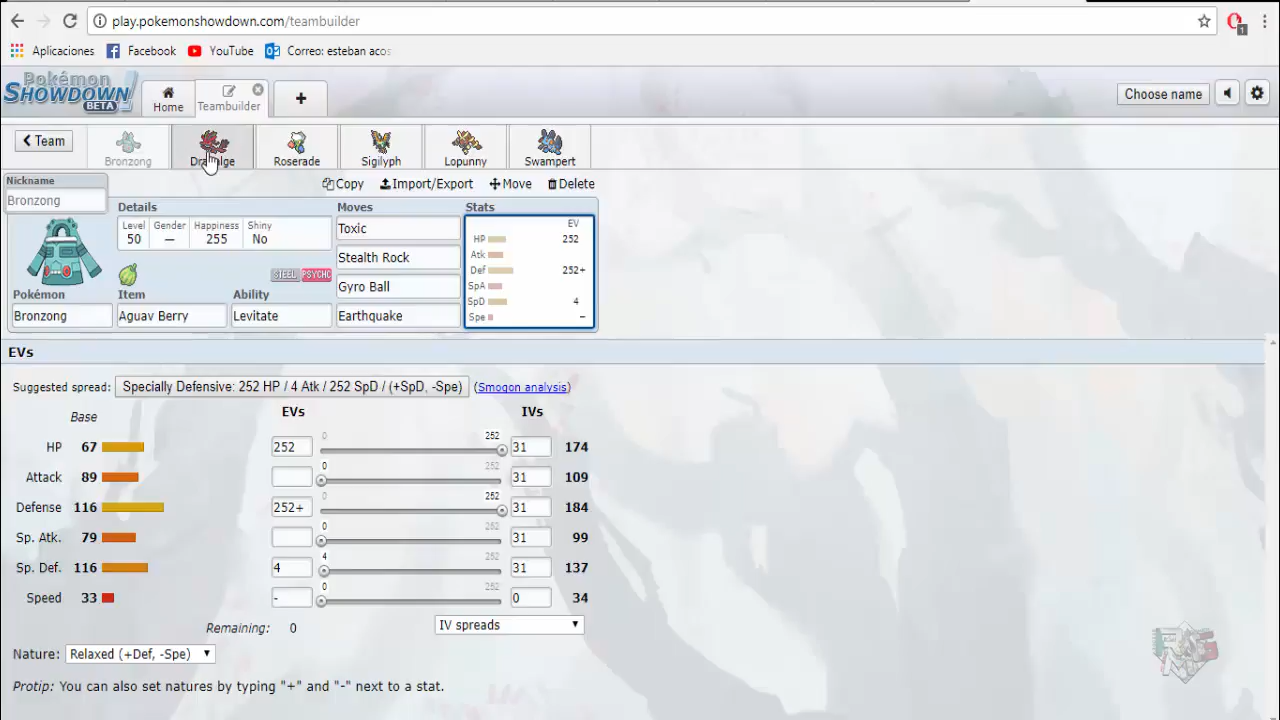 play.pokemonshowdown.com/teambuilder
1
Aplicaciones Facebook YouTube Correo: esteban acos
Pokémon
SHOWDOWN
BETA
Home Teambuilder + Choose name
Team Bronzong Roserade Sigilyph Lopunny Swampert
Nickname
Bronzong
Copy Import/Export Move Delete
Details Moves Stats
Level Gender Happiness Shiny
50 — 255 No
Toxic
Stealth Rock
Gyro Ball
Earthquake
EV
HP 252
Atk
Def 252+
SpA
SpD 4
Spe −
STEEL PSYCHC
Pokémon Item Ability
Bronzong Aguav Berry Levitate
EVs
Suggested spread: Specially Defensive: 252 HP / 4 Atk / 252 SpD / (+SpD, -Spe) (Smogon analysis)
Base EVs IVs
HP 67 252 0 252 31 174
Attack 89 0 252 31 109
Defense 116 252+ 0 252 31 184
Sp. Atk. 79 0 252 31 99
Sp. Def. 116 4 4 252 31 137
Speed 33 - 0 252 0 34
Remaining: 0 IV spreads
Nature: Relaxed (+Def, -Spe)
Protip: You can also set natures by typing "+" and "-" next to a stat.